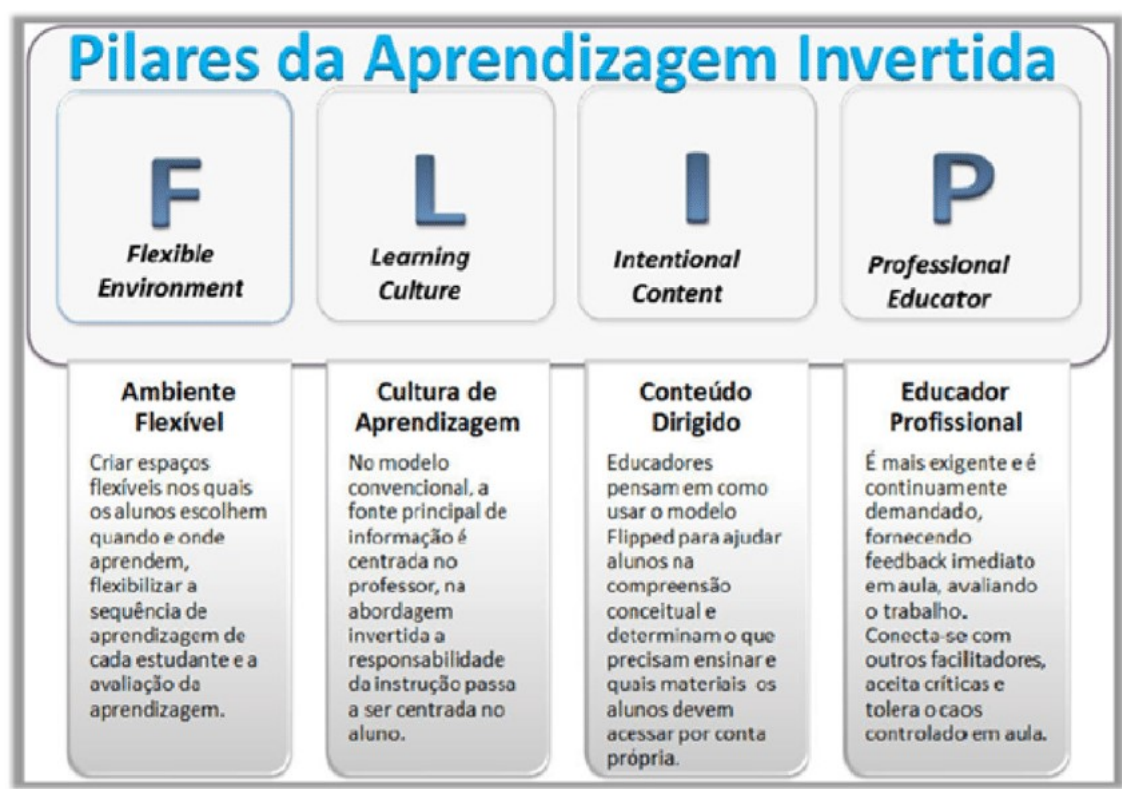 Pilares da Aprendizagem Invertida
F
Flexible
Environment
L
Learning
Culture
I
Intentional
Content
P
Professional
Educator
Ambiente
Flexível
Criar espaços
flexíveis nos quais
os alunos escolhem
quando e onde
aprendem,
flexibilizar a
sequência de
aprendizagem de
cada estudante e a
avaliação da
aprendizagem.
Cultura de
Aprendizagem
No modelo
convencional, a
fonte principal de
informação é
centrada no
professor, na
abordagem
invertida a
responsabilidade
da instrução passa
a ser centrada no
aluno.
Conteúdo
Dirigido
Educadores
pensam em como
usar o modelo
Flipped para ajudar
alunos na
compreensão
conceitual e
determinam o que
precisam ensinar e
quais materiais os
alunos devem
acessar por conta
própria.
Educador
Profissional
É mais exigente e é
continuamente
demandado,
fornecendo
feedback imediato
em aula, avaliando
o trabalho.
Conecta-se com
outros facilitadores,
aceita críticas e
tolera o caos
controlado em aula.